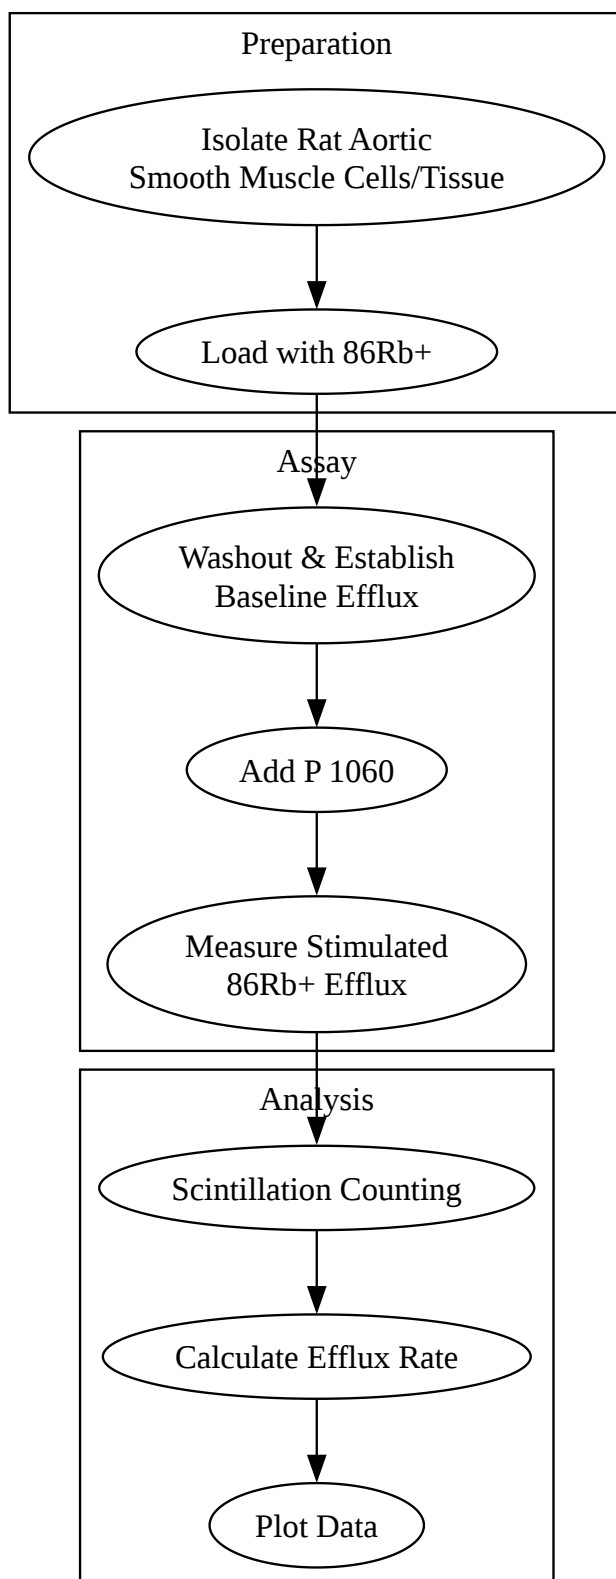 Preparation
Isolate Rat Aortic
Smooth Muscle Cells/Tissue
Load with 86Rb+
Assay
Washout & Establish
Baseline Efflux
Add P 1060
Measure Stimulated
86Rb+ Efflux
Analysis
Scintillation Counting
Calculate Efflux Rate
Plot Data